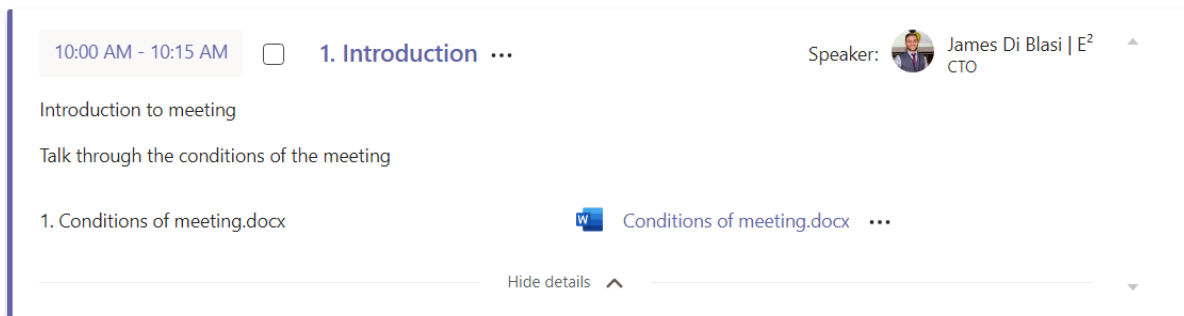 10:00 AM - 10:15 AM 1. Introduction ... Speaker: James Di Blasi | E²
CTO
Introduction to meeting
Talk through the conditions of the meeting
1. Conditions of meeting.docx Conditions of meeting.docx ...
Hide details